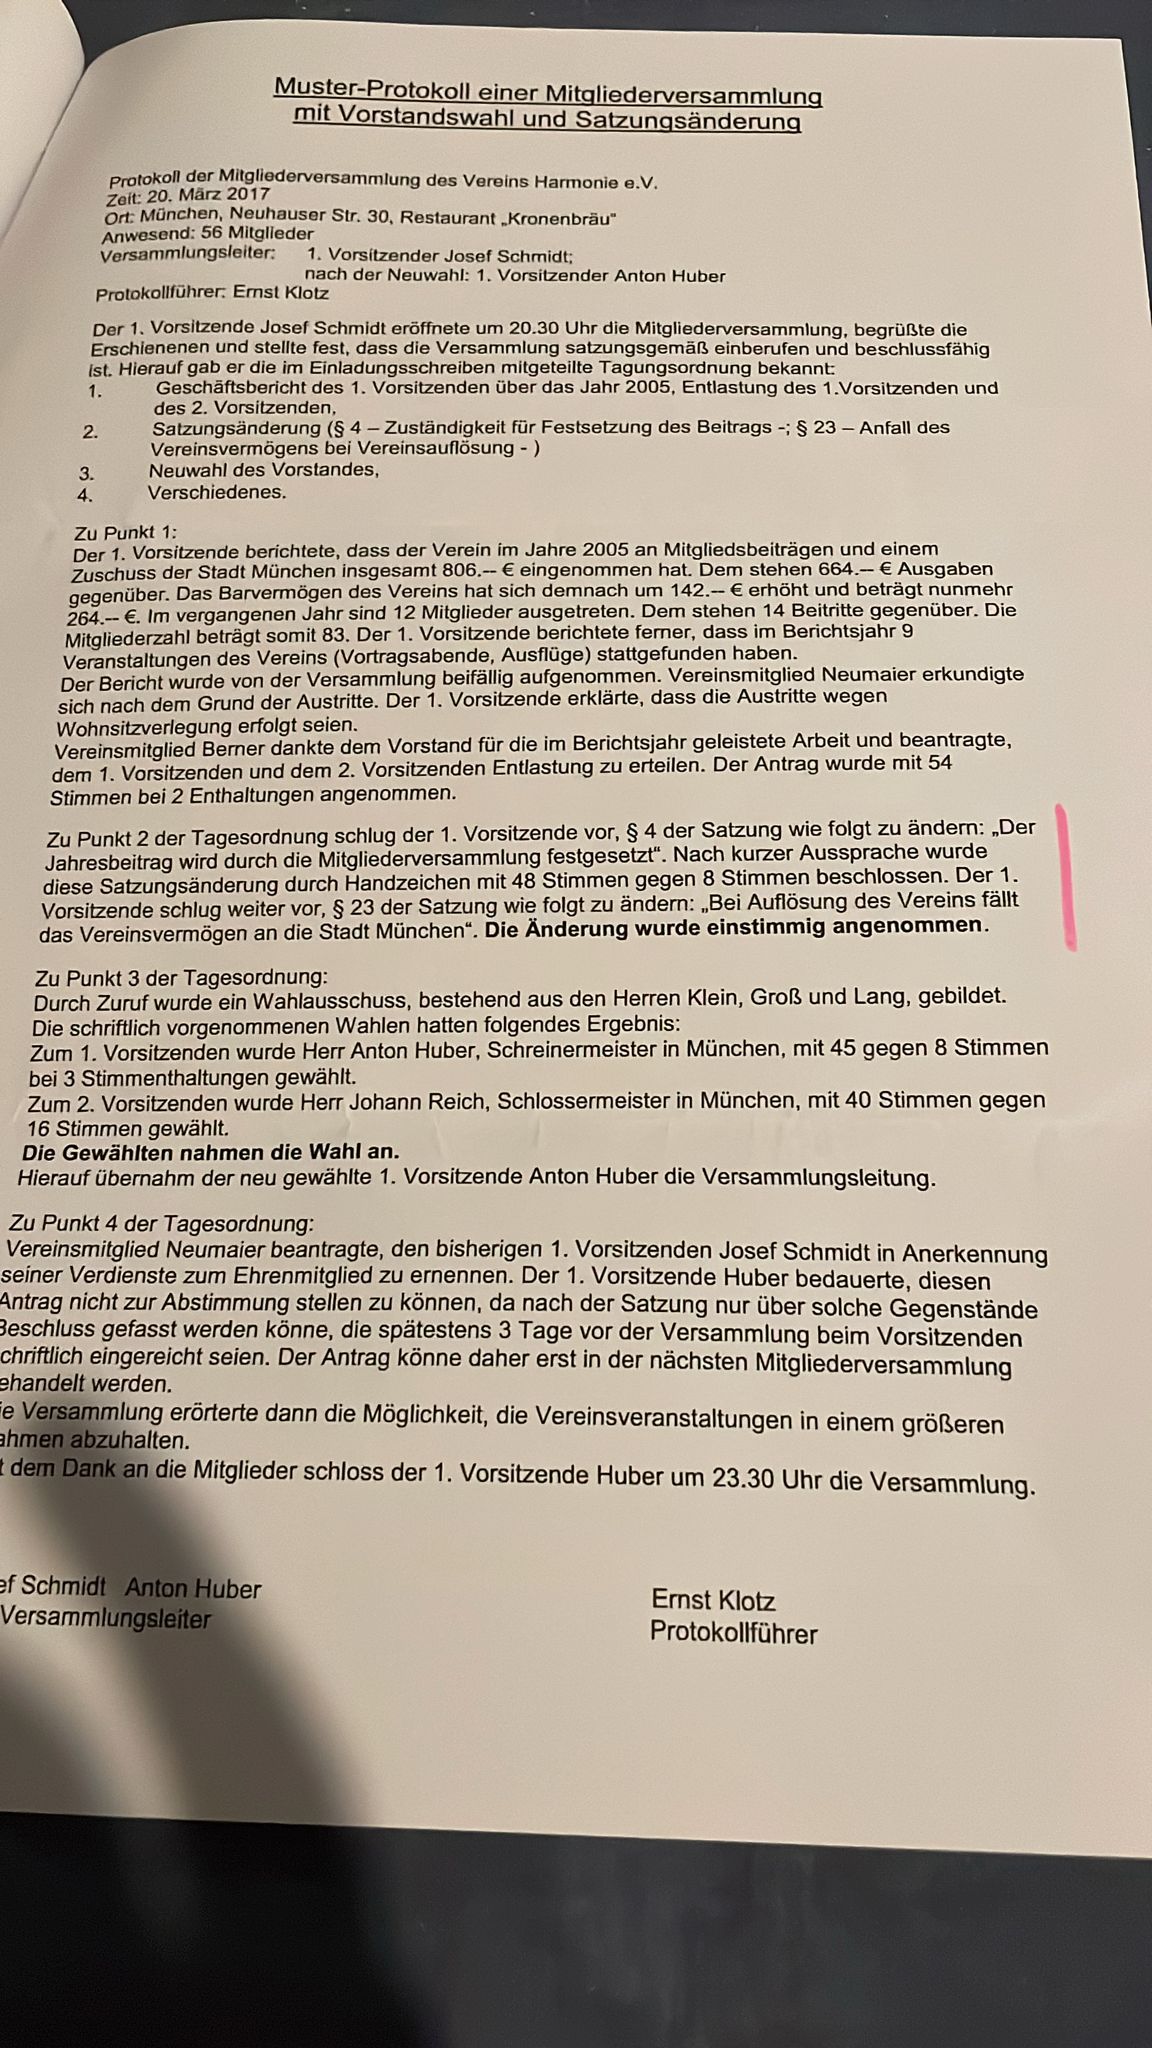 Muster-Protokoll einer Mitgliederversammlung
mit Vorstandswahl und Satzungsänderung
Protokoll der Mitgliederversammlung des Vereins Harmonie e.V.
Zeit: 20. März 2017
Ort: München, Neuhauser Str. 30, Restaurant „Kronenbräu"
Anwesend: 56 Mitglieder
Versammlungsleiter: 1. Vorsitzender Josef Schmidt;
nach der Neuwahl: 1. Vorsitzender Anton Huber
Protokollführer: Ernst Klotz
Der 1. Vorsitzende Josef Schmidt eröffnete um 20.30 Uhr die Mitgliederversammlung, begrüßte die
Erschienenen und stellte fest, dass die Versammlung satzungsgemäß einberufen und beschlussfähig
ist. Hierauf gab er die im Einladungsschreiben mitgeteilte Tagungsordnung bekannt:
1. Geschäftsbericht des 1. Vorsitzenden über das Jahr 2005, Entlastung des 1.Vorsitzenden und
des 2. Vorsitzenden,
2. Satzungsänderung (§ 4 – Zuständigkeit für Festsetzung des Beitrags -; § 23 – Anfall des
Vereinsvermögens bei Vereinsauflösung - )
3. Neuwahl des Vorstandes,
4. Verschiedenes.
Zu Punkt 1:
Der 1. Vorsitzende berichtete, dass der Verein im Jahre 2005 an Mitgliedsbeiträgen und einem
Zuschuss der Stadt München insgesamt 806.-- € eingenommen hat. Dem stehen 664.-- € Ausgaben
gegenüber. Das Barvermögen des Vereins hat sich demnach um 142.-- € erhöht und beträgt nunmehr
264.-- €. Im vergangenen Jahr sind 12 Mitglieder ausgetreten. Dem stehen 14 Beitritte gegenüber. Die
Mitgliederzahl beträgt somit 83. Der 1. Vorsitzende berichtete ferner, dass im Berichtsjahr 9
Veranstaltungen des Vereins (Vortragsabende, Ausflüge) stattgefunden haben.
Der Bericht wurde von der Versammlung beifällig aufgenommen. Vereinsmitglied Neumaier erkundigte
sich nach dem Grund der Austritte. Der 1. Vorsitzende erklärte, dass die Austritte wegen
Wohnsitzverlegung erfolgt seien.
Vereinsmitglied Berner dankte dem Vorstand für die im Berichtsjahr geleistete Arbeit und beantragte,
dem 1. Vorsitzenden und dem 2. Vorsitzenden Entlastung zu erteilen. Der Antrag wurde mit 54
Stimmen bei 2 Enthaltungen angenommen.
Zu Punkt 2 der Tagesordnung schlug der 1. Vorsitzende vor, § 4 der Satzung wie folgt zu ändern: „Der
Jahresbeitrag wird durch die Mitgliederversammlung festgesetzt“. Nach kurzer Aussprache wurde
diese Satzungsänderung durch Handzeichen mit 48 Stimmen gegen 8 Stimmen beschlossen. Der 1.
Vorsitzende schlug weiter vor, § 23 der Satzung wie folgt zu ändern: „Bei Auflösung des Vereins fällt
das Vereinsvermögen an die Stadt München“. Die Änderung wurde einstimmig angenommen.
Zu Punkt 3 der Tagesordnung:
Durch Zuruf wurde ein Wahlausschuss, bestehend aus den Herren Klein, Groß und Lang, gebildet.
Die schriftlich vorgenommenen Wahlen hatten folgendes Ergebnis:
Zum 1. Vorsitzenden wurde Herr Anton Huber, Schreinermeister in München, mit 45 gegen 8 Stimmen
bei 3 Stimmenthaltungen gewählt.
Zum 2. Vorsitzenden wurde Herr Johann Reich, Schlossermeister in München, mit 40 Stimmen gegen
16 Stimmen gewählt.
Die Gewählten nahmen die Wahl an.
Hierauf übernahm der neu gewählte 1. Vorsitzende Anton Huber die Versammlungsleitung.
Zu Punkt 4 der Tagesordnung:
Vereinsmitglied Neumaier beantragte, den bisherigen 1. Vorsitzenden Josef Schmidt in Anerkennung
seiner Verdienste zum Ehrenmitglied zu ernennen. Der 1. Vorsitzende Huber bedauerte, diesen
Antrag nicht zur Abstimmung stellen zu können, da nach der Satzung nur über solche Gegenstände
Beschluss gefasst werden könne, die spätestens 3 Tage vor der Versammlung beim Vorsitzenden
chriftlich eingereicht seien. Der Antrag könne daher erst in der nächsten Mitgliederversammlung
ehandelt werden.
ie Versammlung erörterte dann die Möglichkeit, die Vereinsveranstaltungen in einem größeren
ahmen abzuhalten.
t dem Dank an die Mitglieder schloss der 1. Vorsitzende Huber um 23.30 Uhr die Versammlung.
ef Schmidt Anton Huber
Versammlungsleiter
Ernst Klotz
Protokollführer